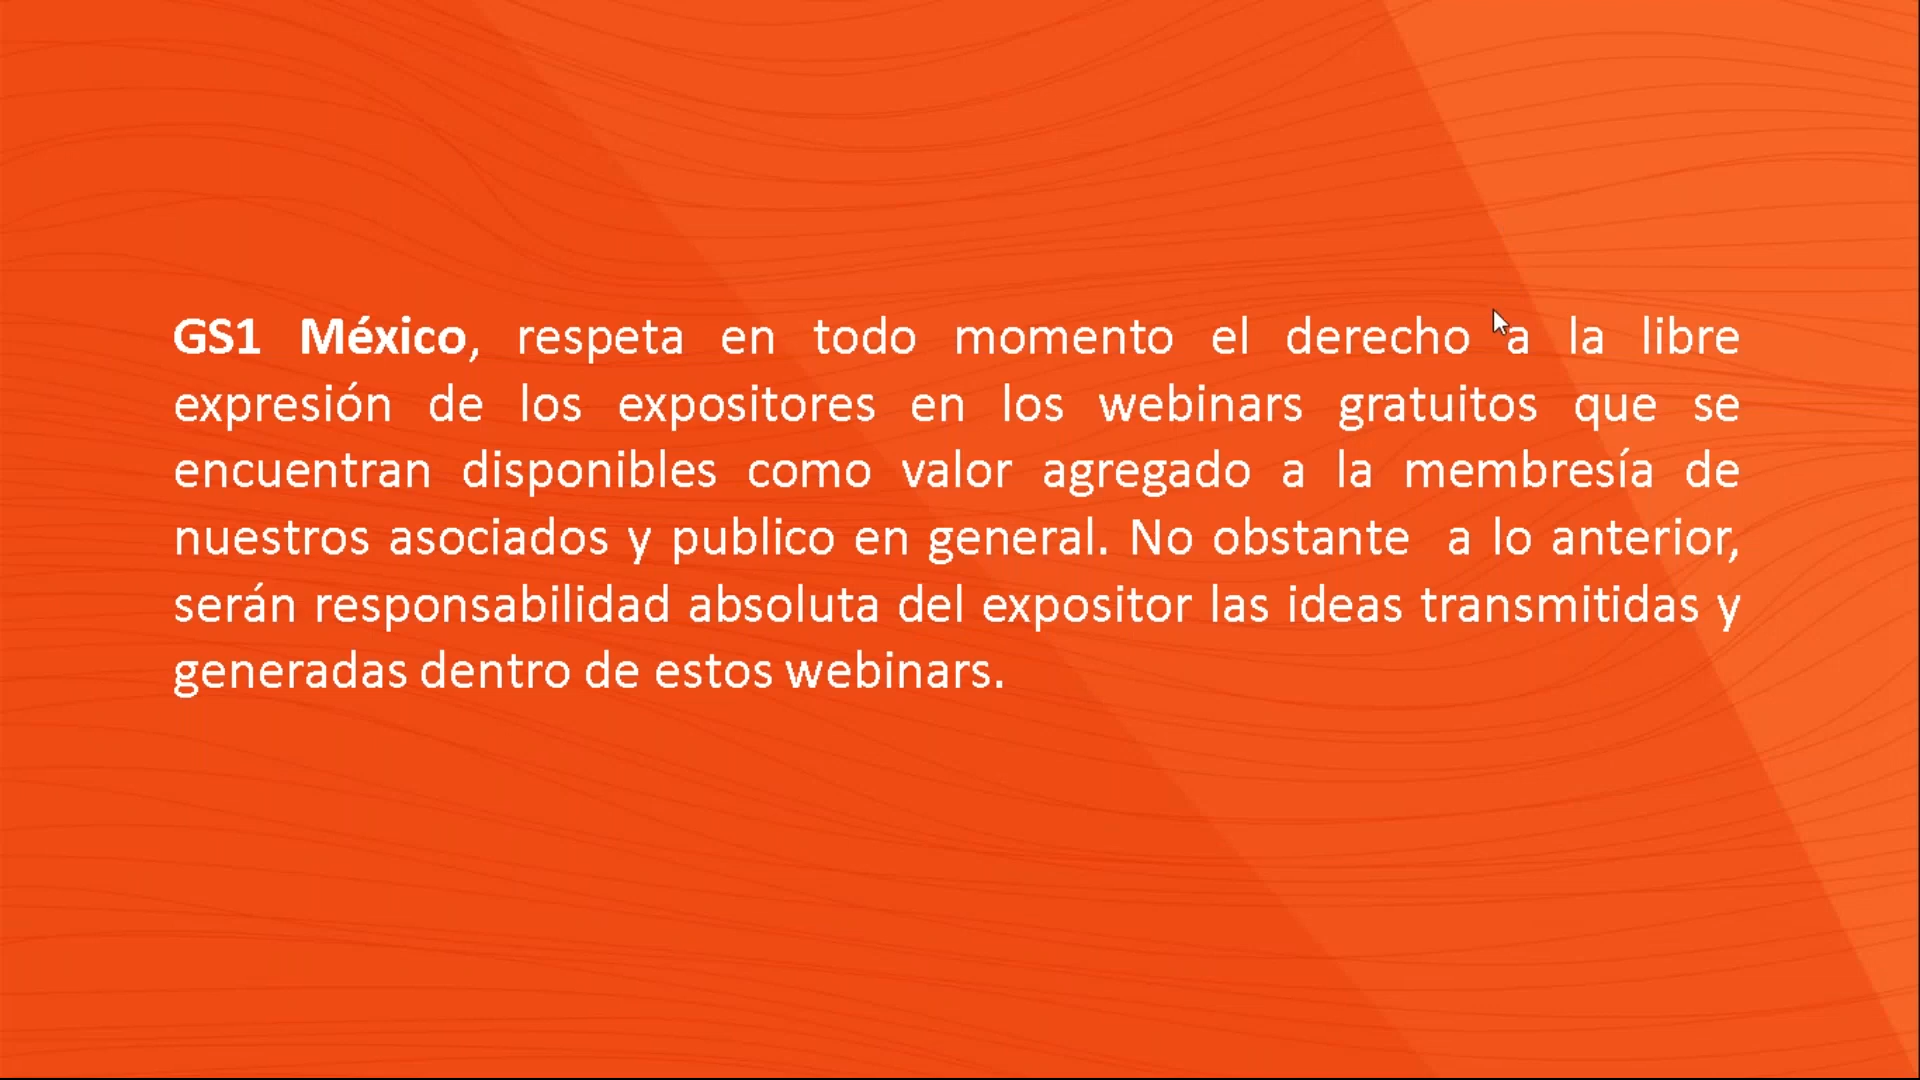 GS1 México, respeta en todo momento el derecho a la libre
expresión de los expositores en los webinars gratuitos que se
encuentran disponibles como valor agregado a la membresía de
nuestros asociados y publico en general. No obstante  a lo anterior,
serán responsabilidad absoluta del expositor las ideas transmitidas y
generadas dentro de estos webinars.